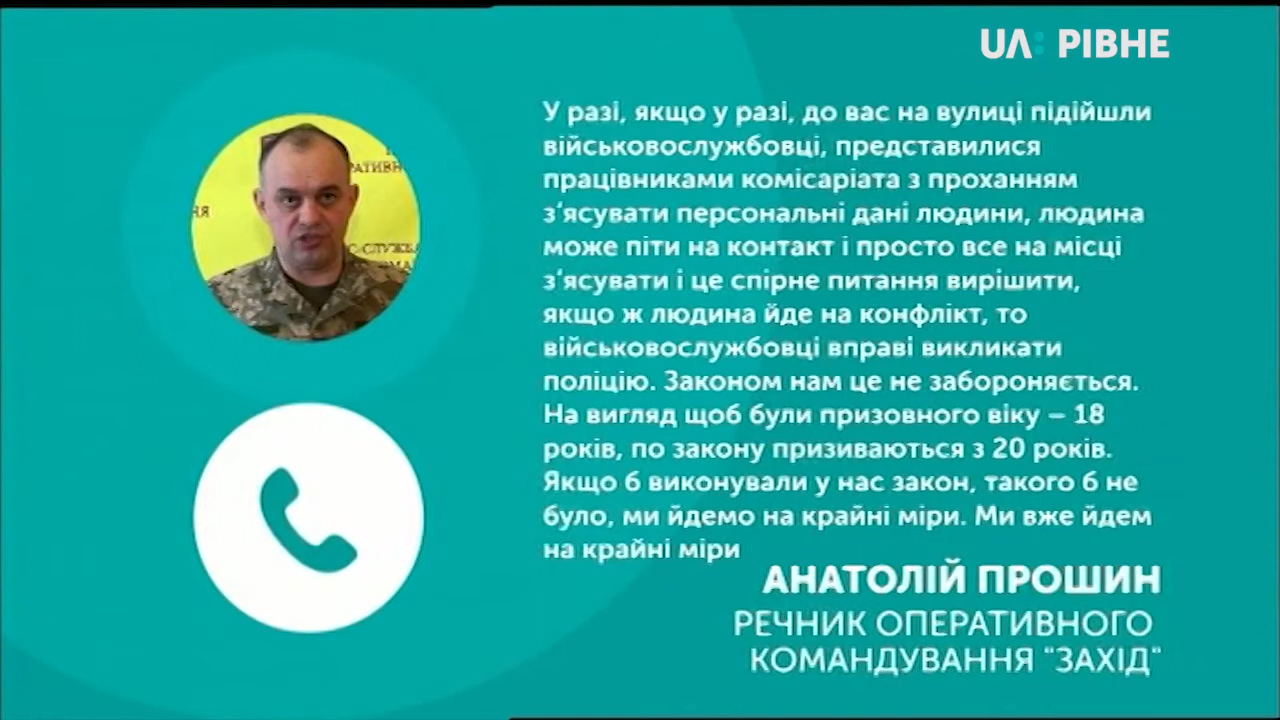 UA: РІВНЕ
У разі, якщо у разі, до вас на вулиці підійшли
військовослужбовці, представилися
працівниками комісаріата з проханням
з‘ясувати персональні дані людини, людина
може піти на контакт і просто все на місці
з‘ясувати і це спірне питання вирішити,
якщо ж людина йде на конфлікт, то
військовослужбовці вправі викликати
поліцію. Законом нам це не забороняється.
На вигляд щоб були призовного віку – 18
років, по закону призиваються з 20 років.
Якщо б виконували у нас закон, такого б не
було, ми йдемо на крайні міри. Ми вже йдем
на крайні міри
АНАТОЛІЙ ПРОШИН
РЕЧНИК ОПЕРАТИВНОГО
КОМАНДУВАННЯ "ЗАХІД"